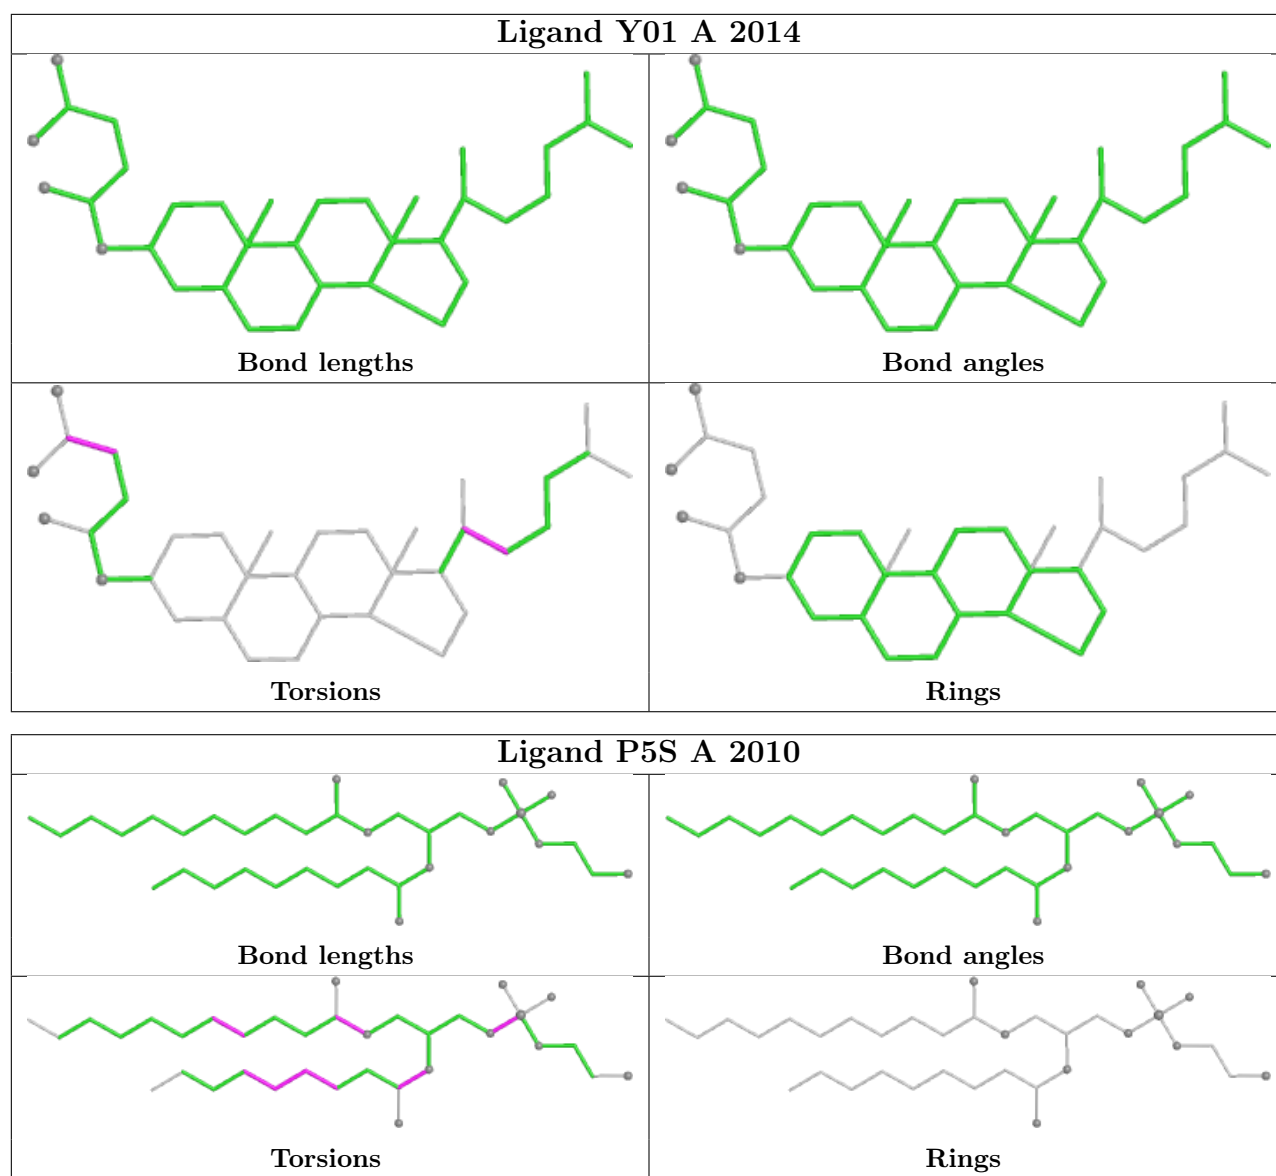 Ligand Y01 A 2014
Bond lengths
Bond angles
Torsions
Rings
Ligand P5S A 2010
Bond lengths
Bond angles
Torsions
Rings